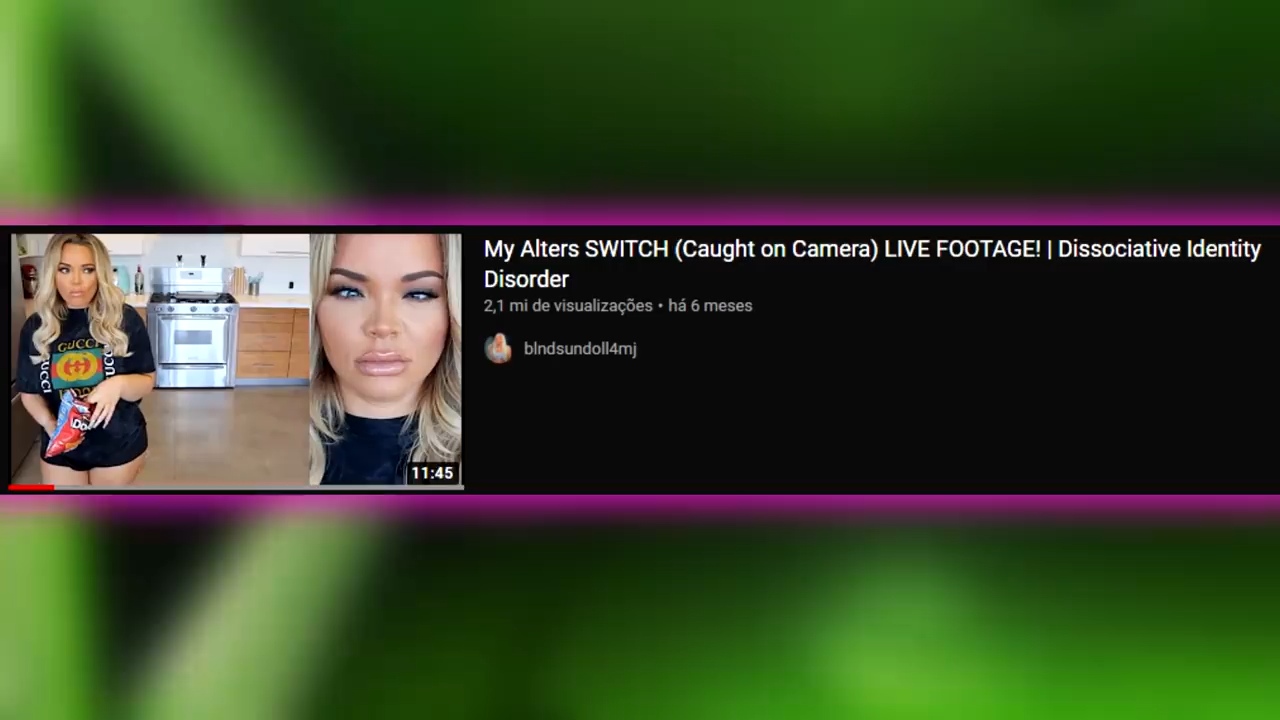 My Alters SWITCH (Caught on Camera) LIVE FOOTAGE! | Dissociative Identity
Disorder
2,1 mi de visualizações • há 6 meses
blndsundoll4mj
GUCCI
11:45